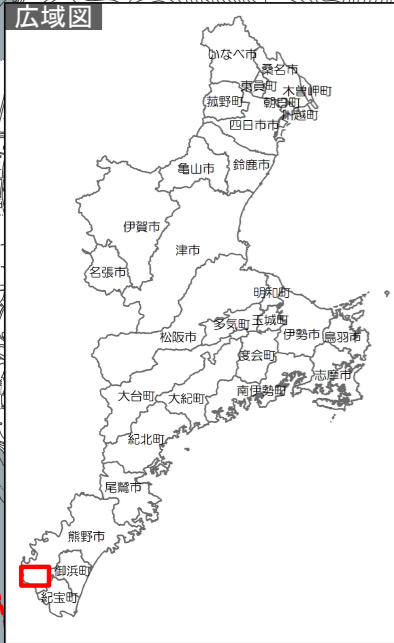 広域図
いなべ市
桑名市
東員町
木曽岬町
菰野町
朝日町
川越町
四日市市
亀山市
鈴鹿市
伊賀市
津市
名張市
明和町
多気町
玉城町
松阪市
伊勢市
鳥羽市
度会町
志摩市
大台町
大紀町
南伊勢町
紀北町
尾鷲市
熊野市
御浜町
紀宝町